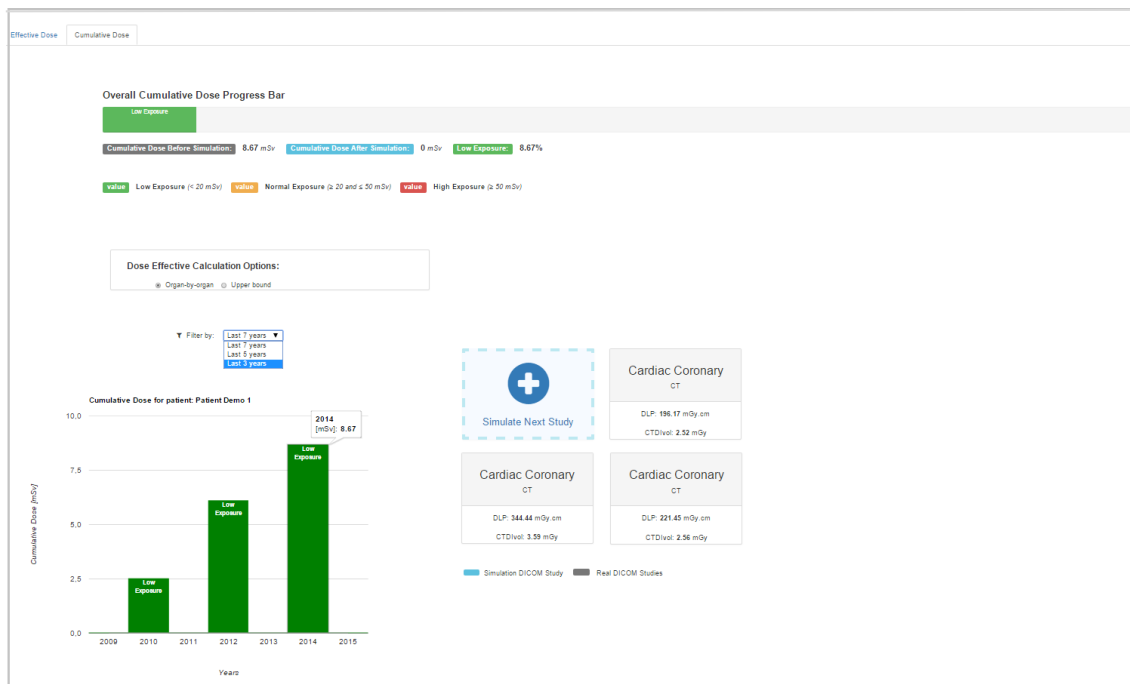 Effective Dose Cumulative Dose
Overall Cumulative Dose Progress Bar
Low Exposure
Cumulative Dose Before Simulation: 8.67 mSv Cumulative Dose After Simulation: 0 mSv Low Exposure: 8.67%
value Low Exposure (< 20 mSv) value Normal Exposure (≥ 20 and ≤ 50 mSv) value High Exposure (≥ 50 mSv)
Dose Effective Calculation Options:
Organ-by-organ Upper bound
Filter by: Last 7 years
Last 7 years
Last 5 years
Last 3 years
Cumulative Dose for patient: Patient Demo 1
2014
[mSv]: 8.67
Cumulative Dose [mSv]
10.0
7.5
5.0
2.5
0.0
Low
Exposure
Low
Exposure
Low
Exposure
2009 2010 2011 2012 2013 2014 2015
Years
Simulate Next Study
Cardiac Coronary
CT
DLP: 196.17 mGy.cm
CTDIvol: 2.52 mGy
Cardiac Coronary
CT
DLP: 344.44 mGy.cm
CTDIvol: 3.59 mGy
Cardiac Coronary
CT
DLP: 221.45 mGy.cm
CTDIvol: 2.56 mGy
Simulation DICOM Study Real DICOM Studies